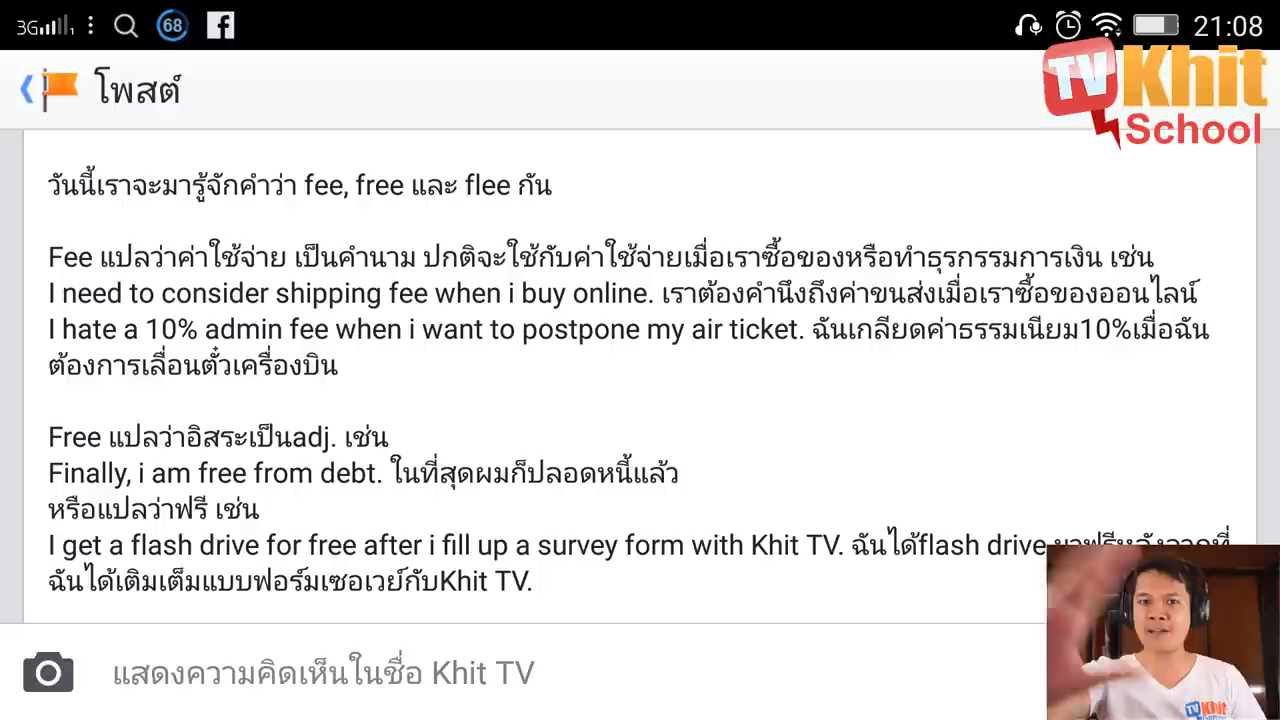 3G 1 68 21:08
โพสต์
TV Khit
School
วันนี้เราจะมารู้จักคำว่า fee, free และ flee กัน
Fee แปลว่าค่าใช้จ่าย เป็นคำนาม ปกติจะใช้กับค่าใช้จ่ายเมื่อเราซื้อของหรือทำธุรกรรมการเงิน เช่น
I need to consider shipping fee when i buy online. เราต้องคำนึงถึงค่าขนส่งเมื่อเราซื้อของออนไลน์
I hate a 10% admin fee when i want to postpone my air ticket. ฉันเกลียดค่าธรรมเนียม10%เมื่อฉัน
ต้องการเลื่อนตั๋วเครื่องบิน
Free แปลว่าอิสระเป็นadj. เช่น
Finally, i am free from debt. ในที่สุดผมก็ปลอดหนี้แล้ว
หรือแปลว่าฟรี เช่น
I get a flash drive for free after i fill up a survey form with Khit TV. ฉันได้flash drive
ฉันได้เติมเต็มแบบฟอร์มเซอเวย์กับKhit TV.
แสดงความคิดเห็นในชื่อ Khit TV
TV Khit